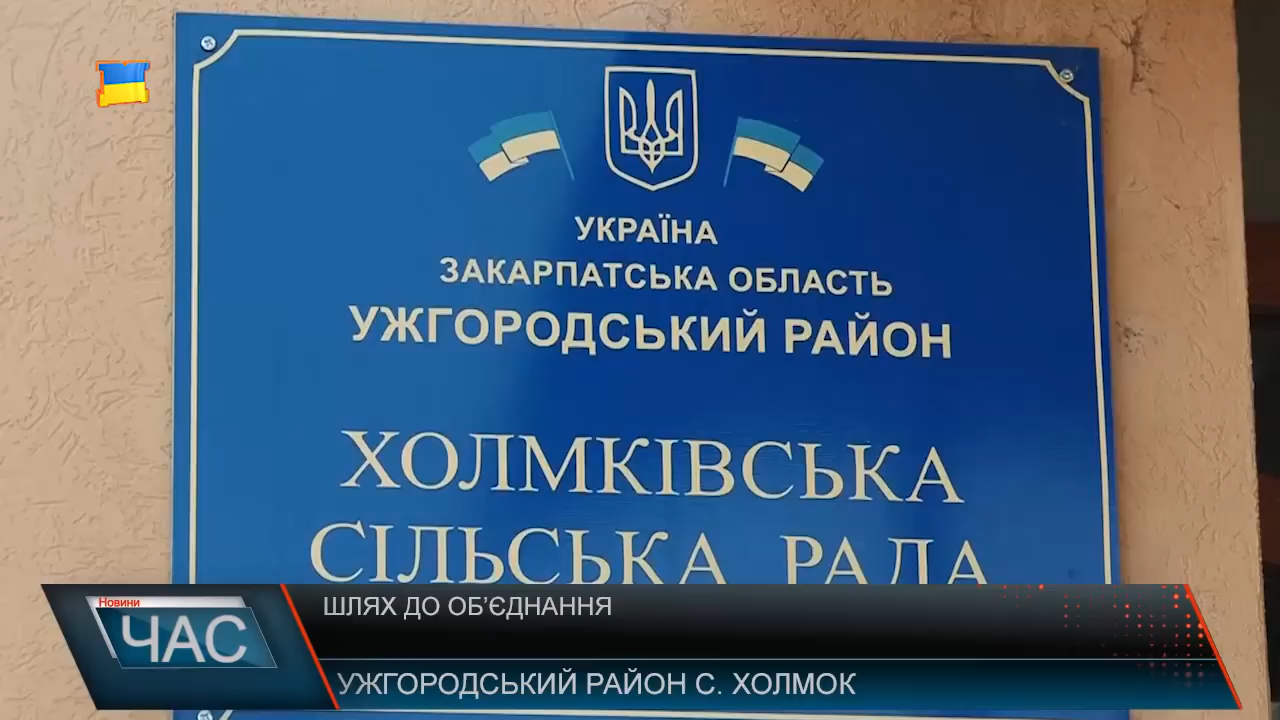 УКРАЇНА
ЗАКАРПАТСЬКА ОБЛАСТЬ
УЖГОРОДСЬКИЙ РАЙОН
ХОЛМКІВСЬКА
СІЛЬСЬКА РАДА
Новини
ЧАС
ШЛЯХ ДО ОБ’ЄДНАННЯ
УЖГОРОДСЬКИЙ РАЙОН С. ХОЛМОК